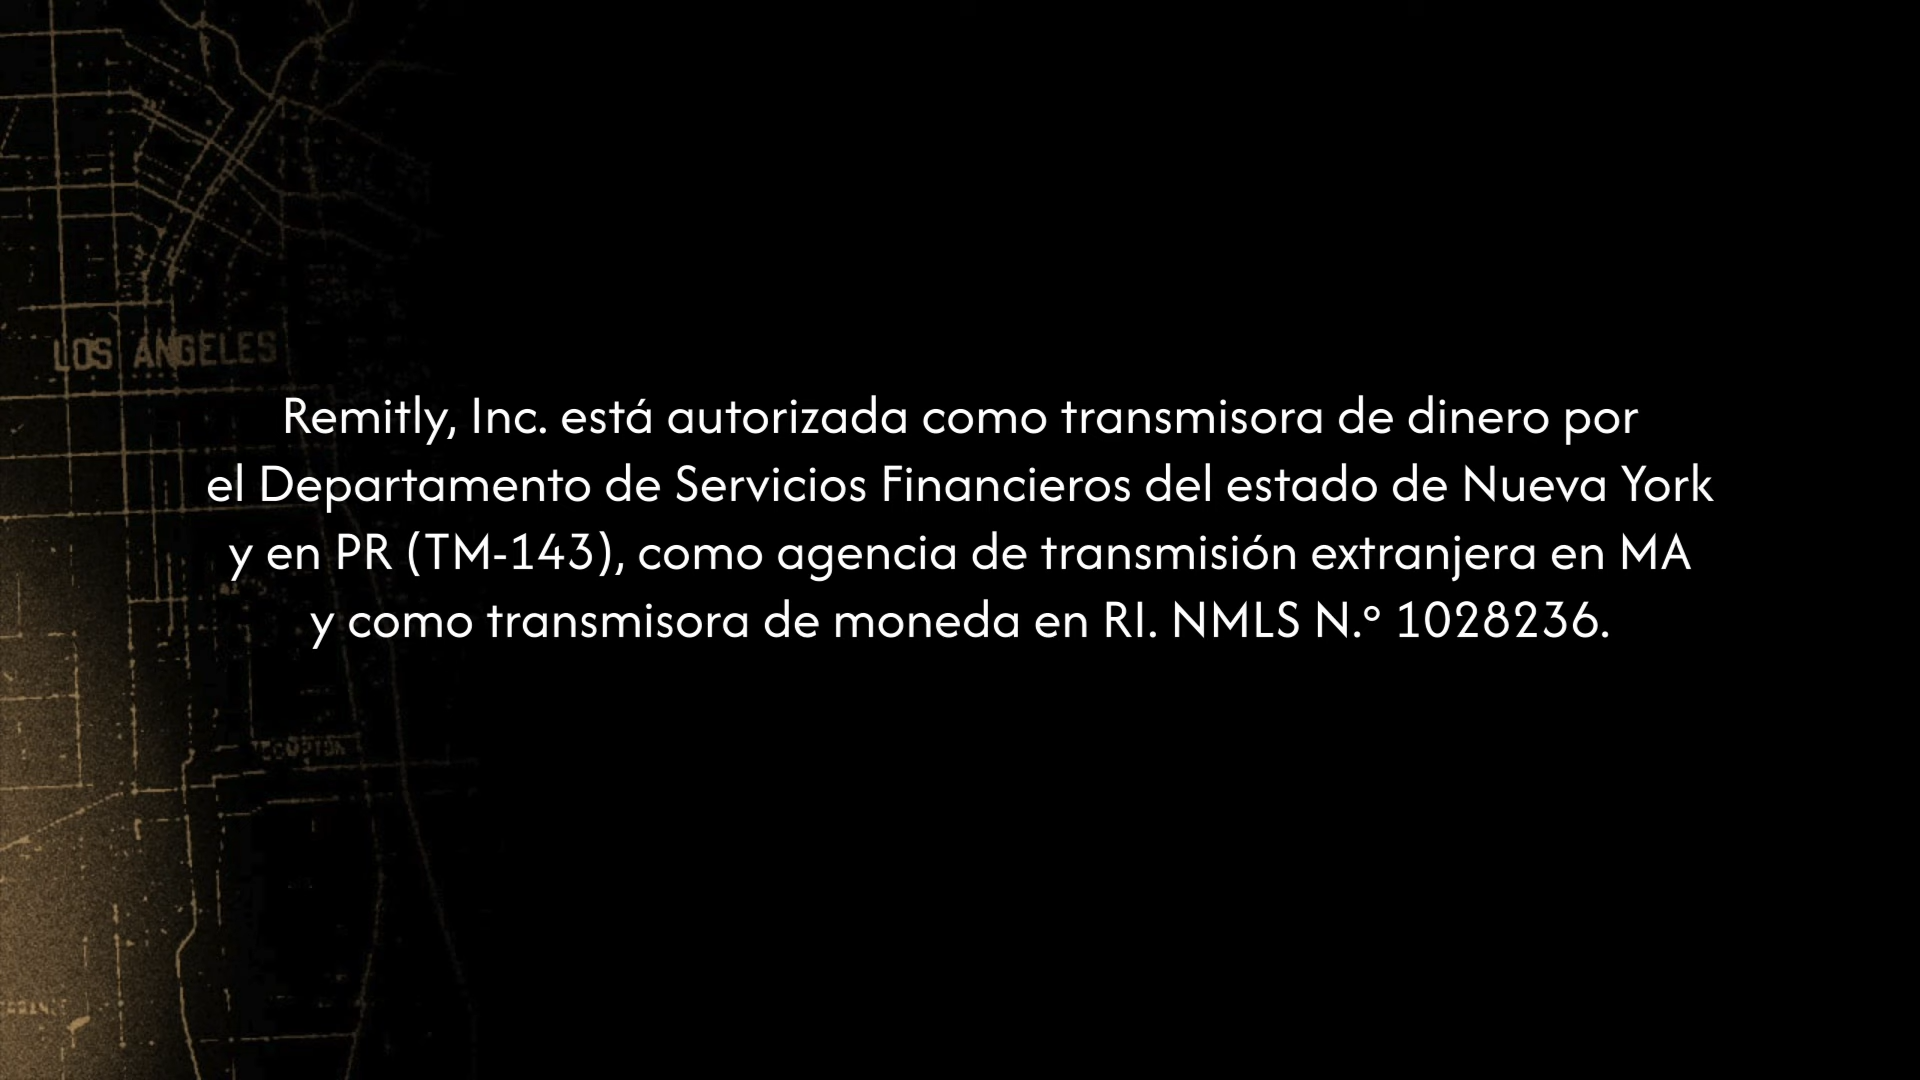 LOS ANGELES
Remitly, Inc. está autorizada como transmisora de dinero por
el Departamento de Servicios Financieros del estado de Nueva York
y en PR (TM-143), como agencia de transmisión extranjera en MA
y como transmisora de moneda en RI. NMLS N.º 1028236.